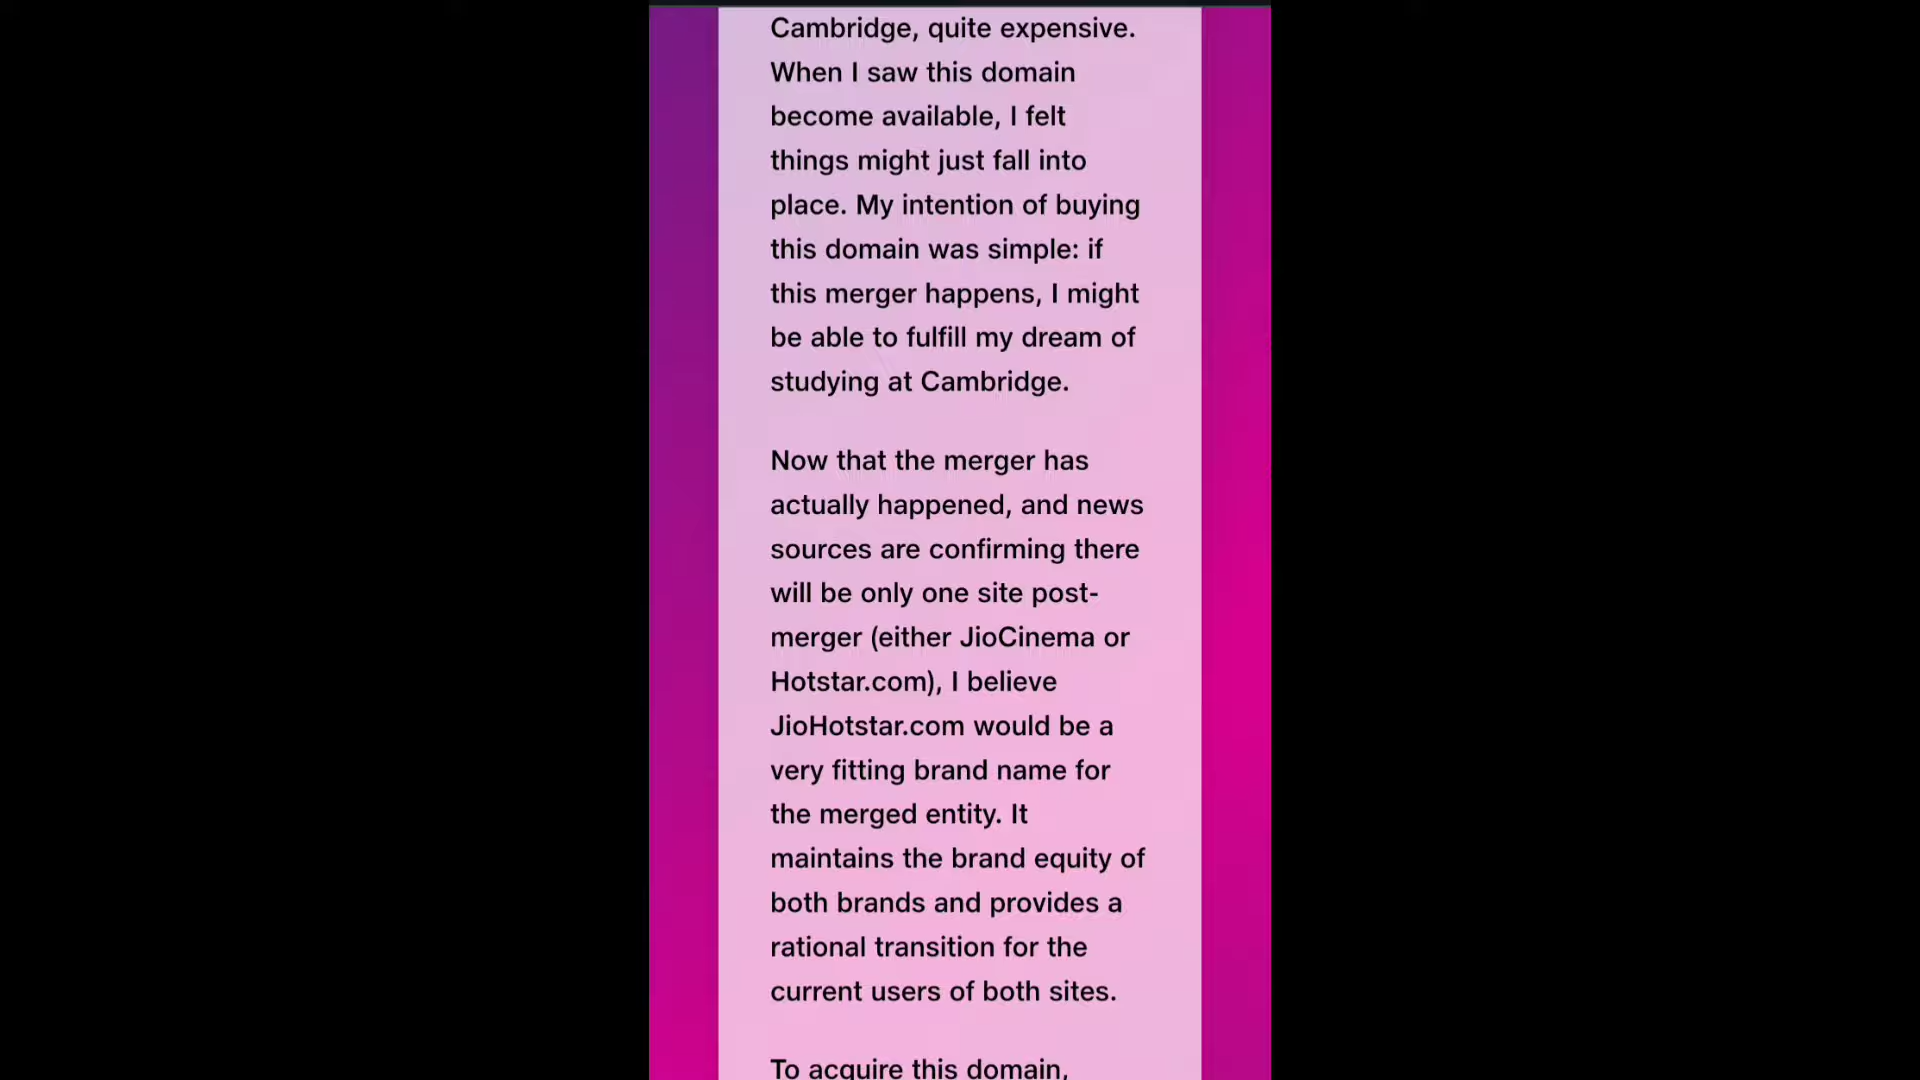 Cambridge, quite expensive.
When I saw this domain
become available, I felt
things might just fall into
place. My intention of buying
this domain was simple: if
this merger happens, I might
be able to fulfill my dream of
studying at Cambridge.
Now that the merger has
actually happened, and news
sources are confirming there
will be only one site post-
merger (either JioCinema or
Hotstar.com), I believe
JioHotstar.com would be a
very fitting brand name for
the merged entity. It
maintains the brand equity of
both brands and provides a
rational transition for the
current users of both sites.
To acquire this domain,